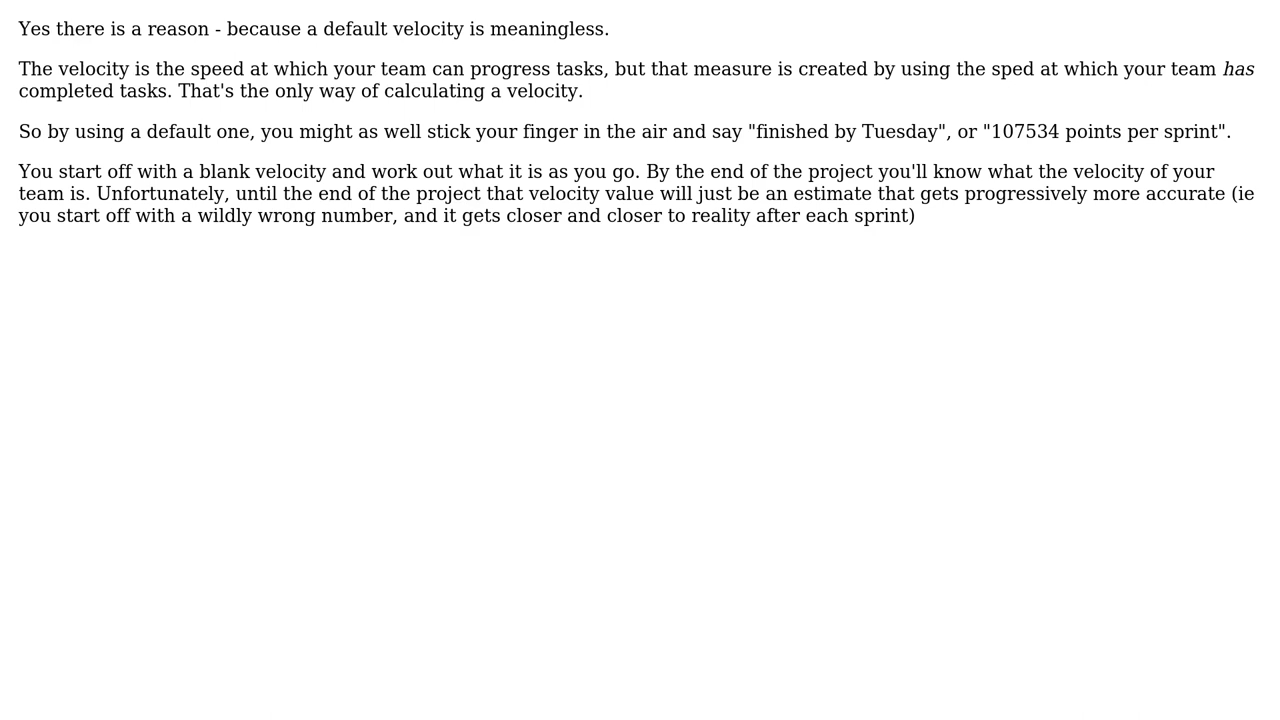 Yes there is a reason - because a default velocity is meaningless.
The velocity is the speed at which your team can progress tasks, but that measure is created by using the sped at which your team has
completed tasks. That's the only way of calculating a velocity.
So by using a default one, you might as well stick your finger in the air and say "finished by Tuesday", or "107534 points per sprint".
You start off with a blank velocity and work out what it is as you go. By the end of the project you'll know what the velocity of your
team is. Unfortunately, until the end of the project that velocity value will just be an estimate that gets progressively more accurate (ie
you start off with a wildly wrong number, and it gets closer and closer to reality after each sprint)